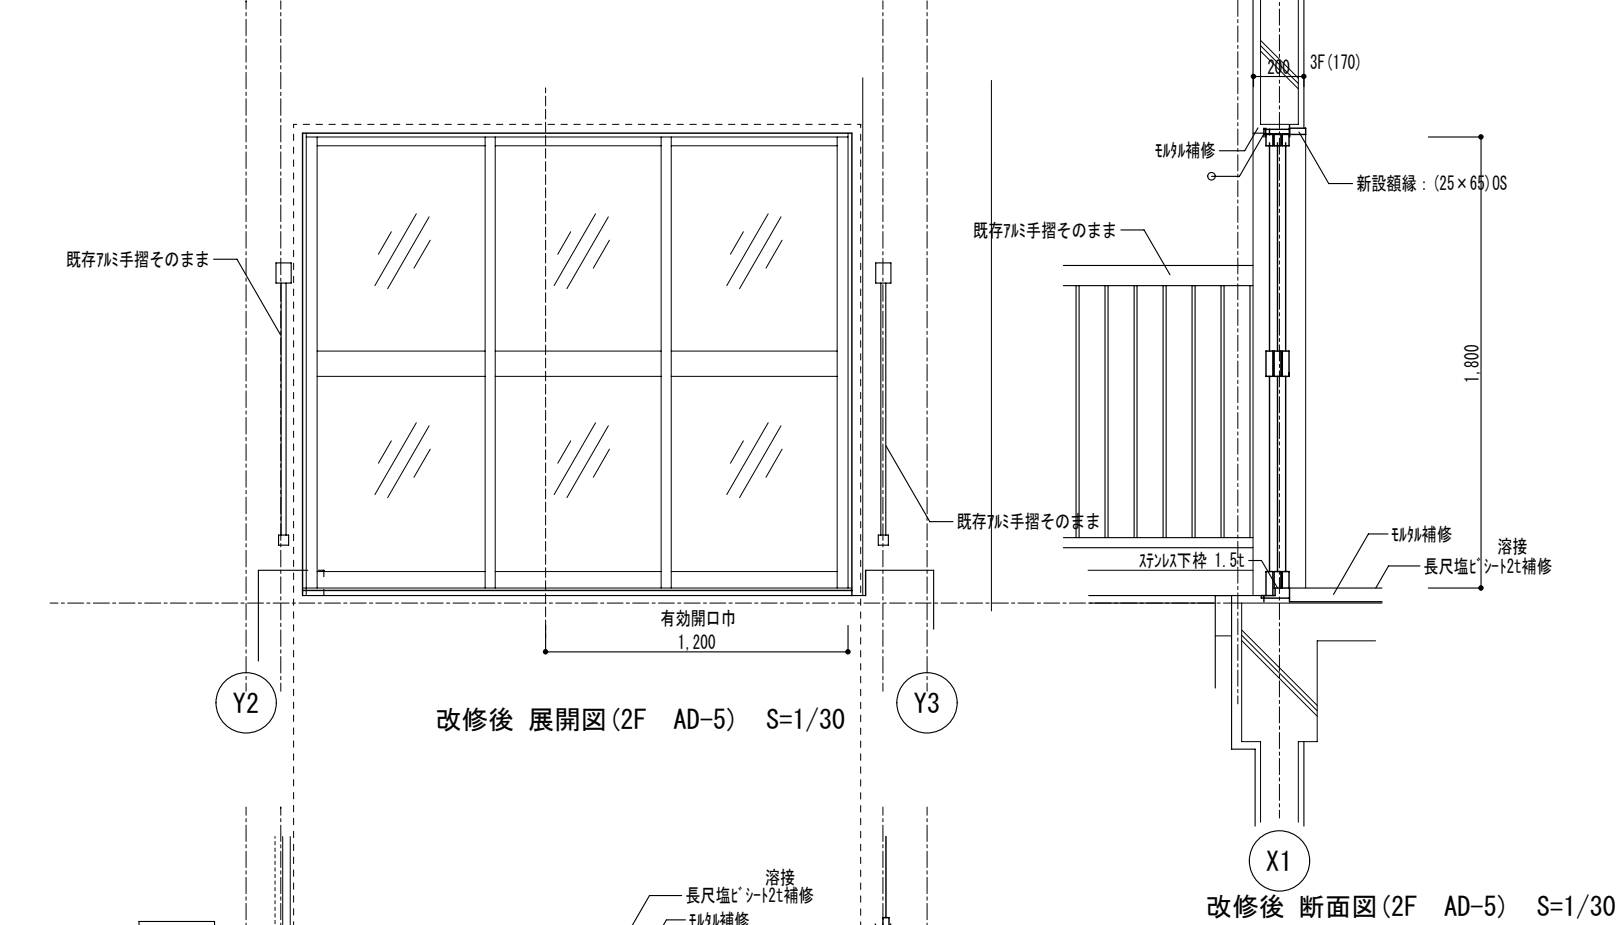 200
3F(170)
ﾓﾙﾀﾙ補修
新設額縁：(25×65)OS
既存ｱﾙﾐ手摺そのまま
既存ｱﾙﾐ手摺そのまま
1,800
既存ｱﾙﾐ手摺そのまま
ﾓﾙﾀﾙ補修
溶接
長尺塩ﾋﾞｼｰﾄ2t補修
ｽﾃﾝﾚｽ下枠 1.5t
有効開口巾
1,200
Y2
Y3
改修後 展開図(2F　AD-5)　S=1/30
X1
溶接
長尺塩ﾋﾞｼｰﾄ2t補修
ﾓﾙﾀﾙ補修
改修後 断面図(2F　AD-5)　S=1/30